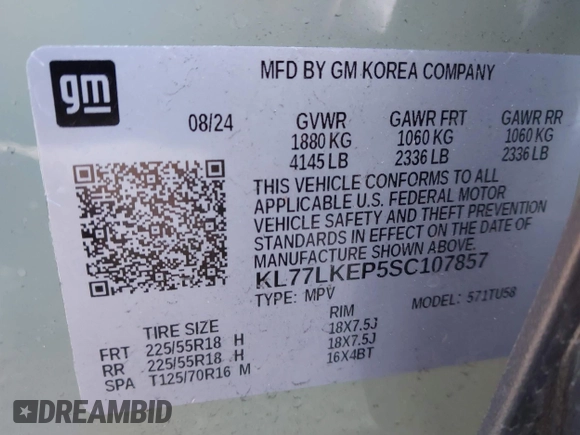 gm
MFD BY GM KOREA COMPANY
08/24 GVWR GAWR FRT GAWR RR
1880 KG 1060 KG 1060 KG
4145 LB 2336 LB 2336 LB
THIS VEHICLE CONFORMS TO ALL
APPLICABLE U.S. FEDERAL MOTOR
VEHICLE SAFETY AND THEFT PREVENTION
STANDARDS IN EFFECT ON THE DATE OF
MANUFACTURE SHOWN ABOVE.
KL77LKEP5SC107857
TYPE: MPV MODEL: 571TU58
TIRE SIZE RIM
FRT 225/55R18 H 18X7.5J
RR 225/55R18 H 18X7.5J
SPA T125/70R16 M 16X4BT
DREAMBID